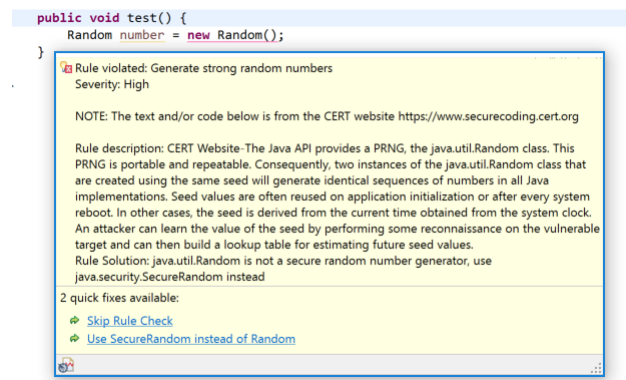 public void test() {
Random number = new Random();
}
Rule violated: Generate strong random numbers
Severity: High
NOTE: The text and/or code below is from the CERT website https://www.securecoding.cert.org
Rule description: CERT Website-The Java API provides a PRNG, the java.util.Random class. This
PRNG is portable and repeatable. Consequently, two instances of the java.util.Random class that
are created using the same seed will generate identical sequences of numbers in all Java
implementations. Seed values are often reused on application initialization or after every system
reboot. In other cases, the seed is derived from the current time obtained from the system clock.
An attacker can learn the value of the seed by performing some reconnaissance on the vulnerable
target and can then build a lookup table for estimating future seed values.
Rule Solution: java.util.Random is not a secure random number generator, use
java.security.SecureRandom instead
2 quick fixes available:
Skip Rule Check
Use SecureRandom instead of Random